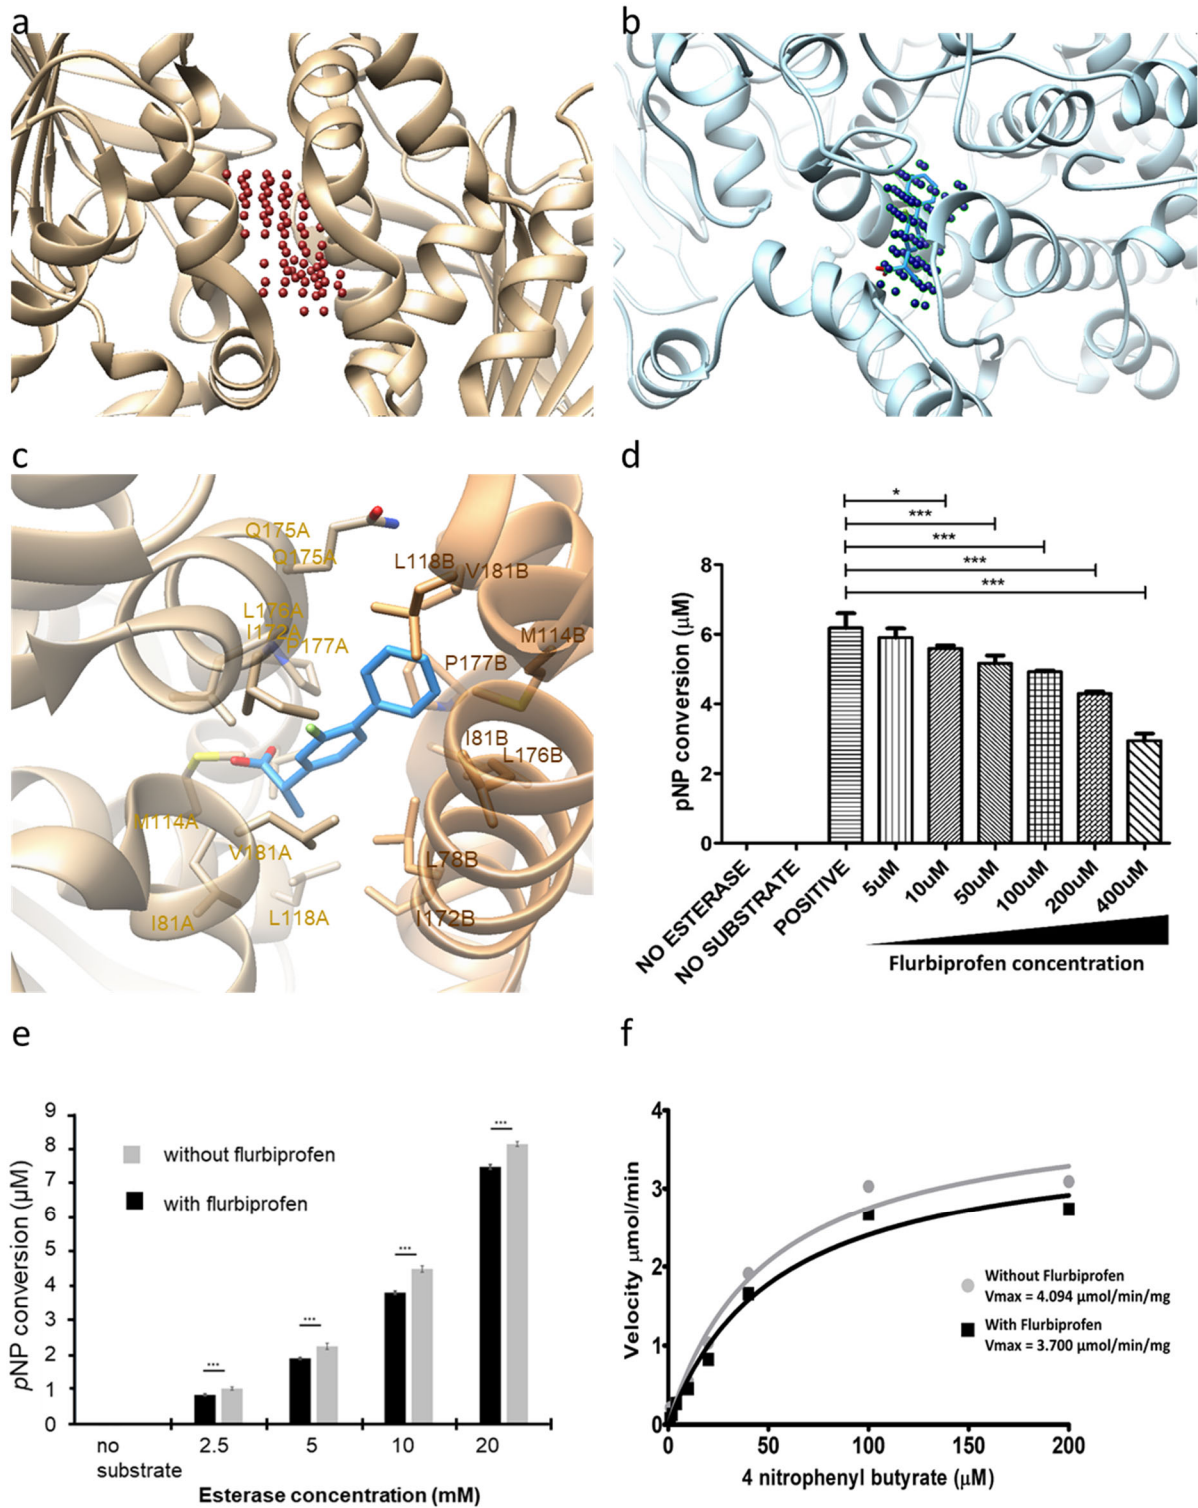 a
b
c
Q175A
Q175A
L176A
I172A
P177A
M114A
V181A
I81A
L118A
L118B
V181B
M114B
P177B
I81B
L176B
L78B
I172B
d
*
***
***
***
***
pNP conversion (µM)
8
6
4
2
0
NO ESTERASE
NO SUBSTRATE
POSITIVE
5uM
10uM
50uM
100uM
200uM
400uM
Flurbiprofen concentration
e
pNP conversion (µM)
9
8
7
6
5
4
3
2
1
0
without flurbiprofen
with flurbiprofen
***
***
***
***
no substrate
2.5
5
10
20
Esterase concentration (mM)
f
Velocity µmol/min
4
3
2
1
0
0
50
100
150
200
4 nitrophenyl butyrate (µM)
Without Flurbiprofen
Vmax = 4.094 µmol/min/mg
With Flurbiprofen
Vmax = 3.700 µmol/min/mg